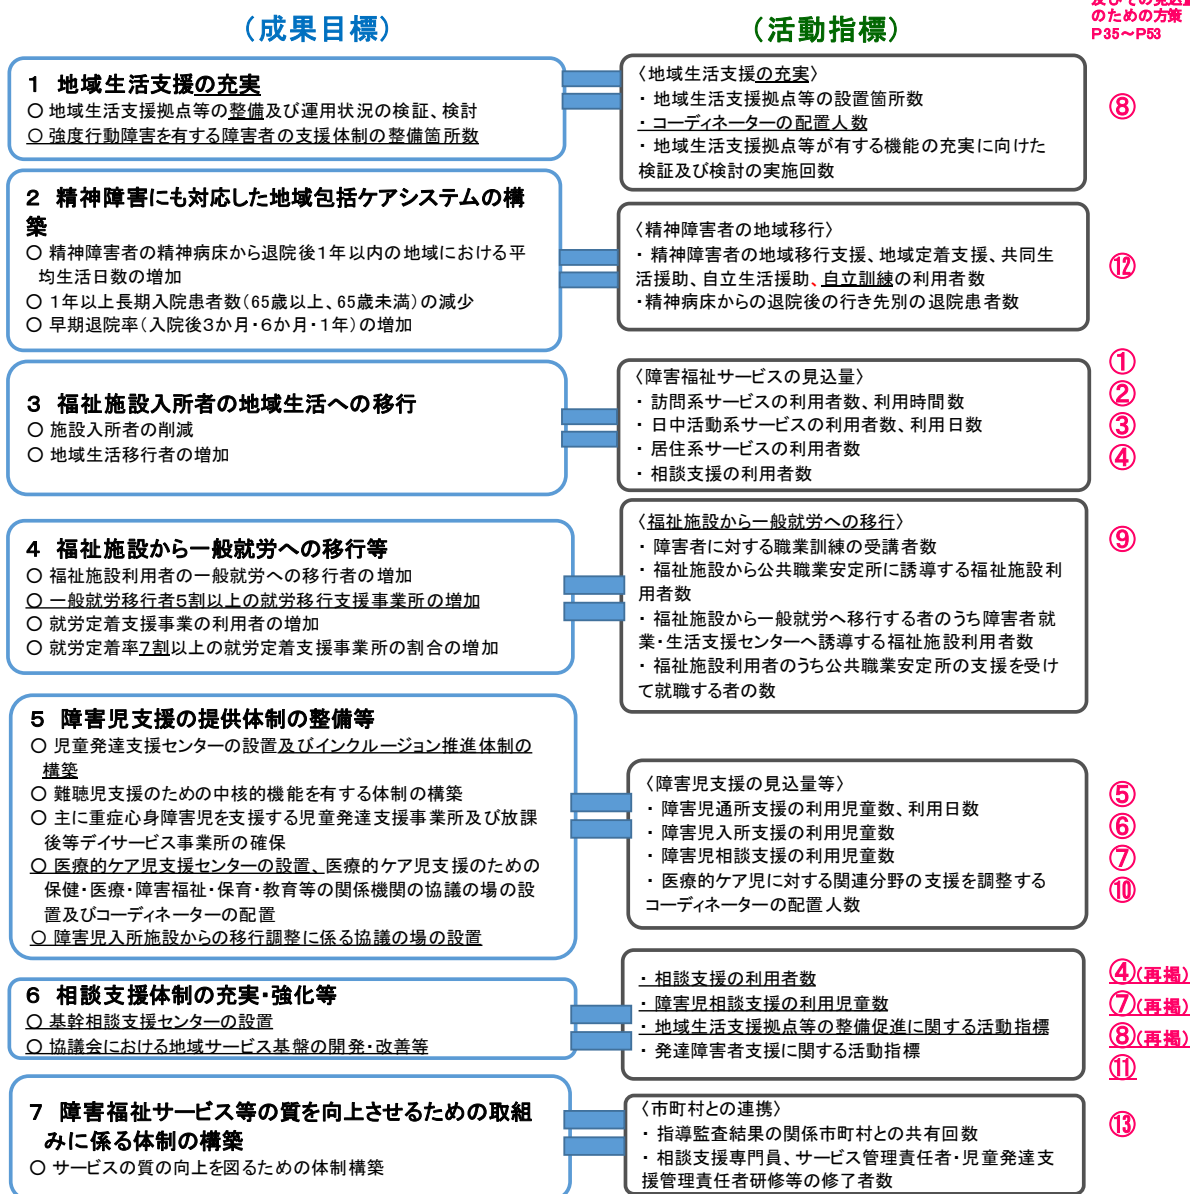 及びその見込量
のための方策
P35～P53
（成果目標）
（活動指標）
1　地域生活支援の充実
○ 地域生活支援拠点等の整備及び運用状況の検証、検討
○ 強度行動障害を有する障害者の支援体制の整備箇所数
〈地域生活支援の充実〉
・ 地域生活支援拠点等の設置箇所数
・ コーディネーターの配置人数
・ 地域生活支援拠点等が有する機能の充実に向けた
検証及び検討の実施回数
⑧
2　精神障害にも対応した地域包括ケアシステムの構
築
○ 精神障害者の精神病床から退院後1年以内の地域における平
均生活日数の増加
○ 1年以上長期入院患者数（65歳以上、65歳未満）の減少
○ 早期退院率（入院後3か月・6か月・1年）の増加
〈精神障害者の地域移行〉
・ 精神障害者の地域移行支援、地域定着支援、共同生
活援助、自立生活援助、自立訓練の利用者数
・精神病床からの退院後の行き先別の退院患者数
⑫
3　福祉施設入所者の地域生活への移行
○ 施設入所者の削減
○ 地域生活移行者の増加
〈障害福祉サービスの見込量〉
・ 訪問系サービスの利用者数、利用時間数
・ 日中活動系サービスの利用者数、利用日数
・ 居住系サービスの利用者数
・ 相談支援の利用者数
①
②
③
④
4　福祉施設から一般就労への移行等
○ 福祉施設利用者の一般就労への移行者の増加
○ 一般就労移行者5割以上の就労移行支援事業所の増加
○ 就労定着支援事業の利用者の増加
○ 就労定着率7割以上の就労定着支援事業所の割合の増加
〈福祉施設から一般就労への移行〉
・ 障害者に対する職業訓練の受講者数
・ 福祉施設から公共職業安定所に誘導する福祉施設利
用者数
・ 福祉施設から一般就労へ移行する者のうち障害者就
業・生活支援センターへ誘導する福祉施設利用者数
・ 福祉施設利用者のうち公共職業安定所の支援を受け
て就職する者の数
⑨
5　障害児支援の提供体制の整備等
○ 児童発達支援センターの設置及びインクルージョン推進体制の
構築
○ 難聴児支援のための中核的機能を有する体制の構築
○ 主に重症心身障害児を支援する児童発達支援事業所及び放課
後等デイサービス事業所の確保
○ 医療的ケア児支援センターの設置、医療的ケア児支援のための
保健・医療・障害福祉・保育・教育等の関係機関の協議の場の設
置及びコーディネーターの配置
○ 障害児入所施設からの移行調整に係る協議の場の設置
〈障害児支援の見込量等〉
・ 障害児通所支援の利用児童数、利用日数
・ 障害児入所支援の利用児童数
・ 障害児相談支援の利用児童数
・ 医療的ケア児に対する関連分野の支援を調整する
コーディネーターの配置人数
⑤
⑥
⑦
⑩
6　相談支援体制の充実・強化等
○ 基幹相談支援センターの設置
○ 協議会における地域サービス基盤の開発・改善等
・ 相談支援の利用者数
・ 障害児相談支援の利用児童数
・ 地域生活支援拠点等の整備促進に関する活動指標
・ 発達障害者支援に関する活動指標
④(再掲)
⑦(再掲)
⑧(再掲)
⑪
7　障害福祉サービス等の質を向上させるための取組
みに係る体制の構築
○ サービスの質の向上を図るための体制構築
〈市町村との連携〉
・ 指導監査結果の関係市町村との共有回数
・ 相談支援専門員、サービス管理責任者・児童発達支
援管理責任者研修等の修了者数
⑬